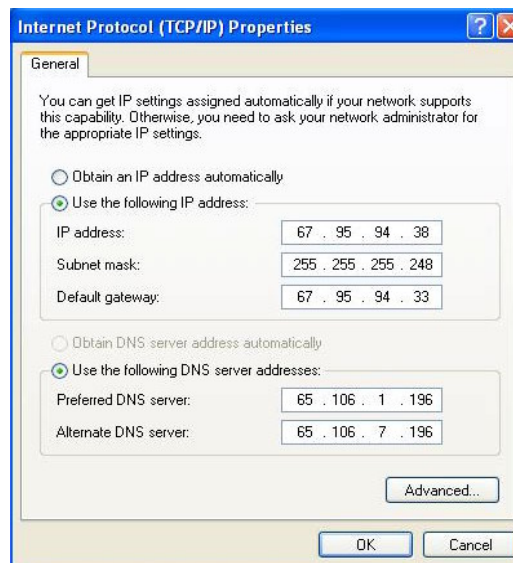 Internet Protocol (TCP/IP) Properties
General
You can get IP settings assigned automatically if your network supports
this capability. Otherwise, you need to ask your network administrator for
the appropriate IP settings.
Obtain an IP address automatically
Use the following IP address:
IP address: 67 . 95 . 94 . 38
Subnet mask: 255 . 255 . 255 . 248
Default gateway: 67 . 95 . 94 . 33
Obtain DNS server address automatically
Use the following DNS server addresses:
Preferred DNS server: 65 . 106 . 1 . 196
Alternate DNS server: 65 . 106 . 7 . 196
Advanced...
OK Cancel